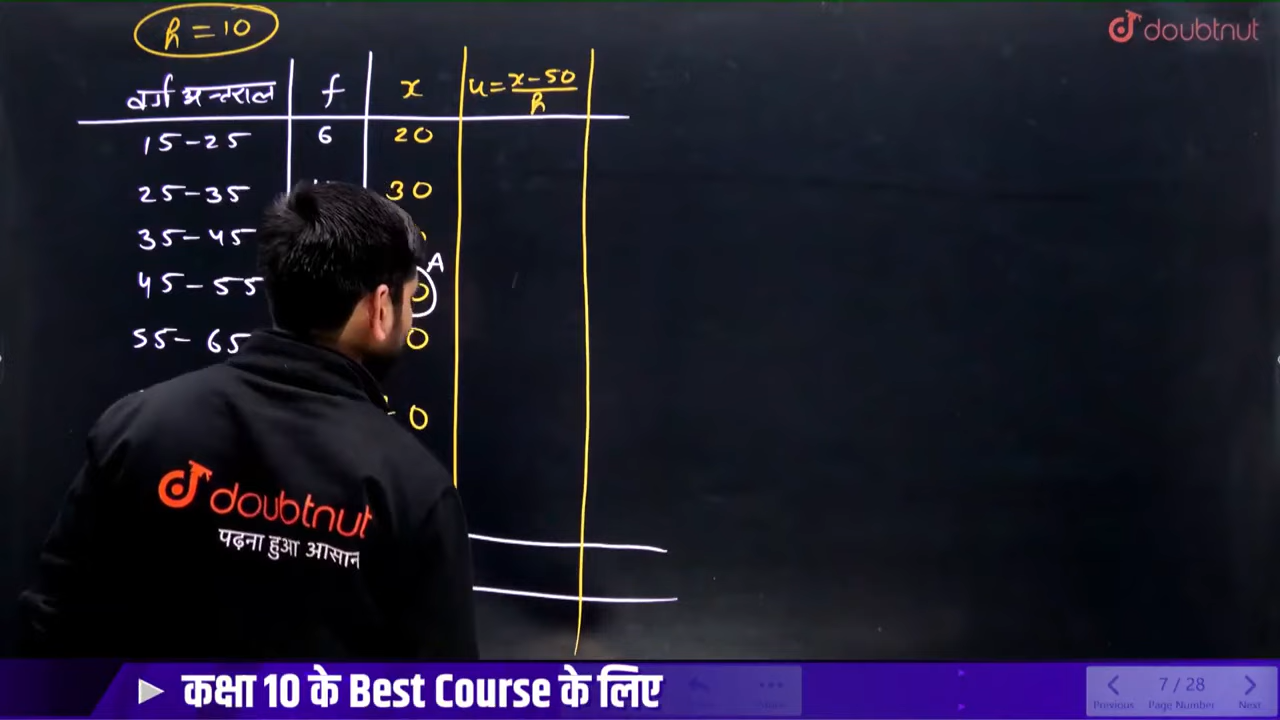 h = 10
doubtnut
वर्ग अन्तराल f x u = x - 50 / h
15 - 25 6 20
25 - 35 30
35 - 45
45 - 55 A
55 - 65
doubtnut
पढ़ना हुआ आसान
कक्षा 10 के Best Course के लिए
7 / 28
Previous Page Number Next